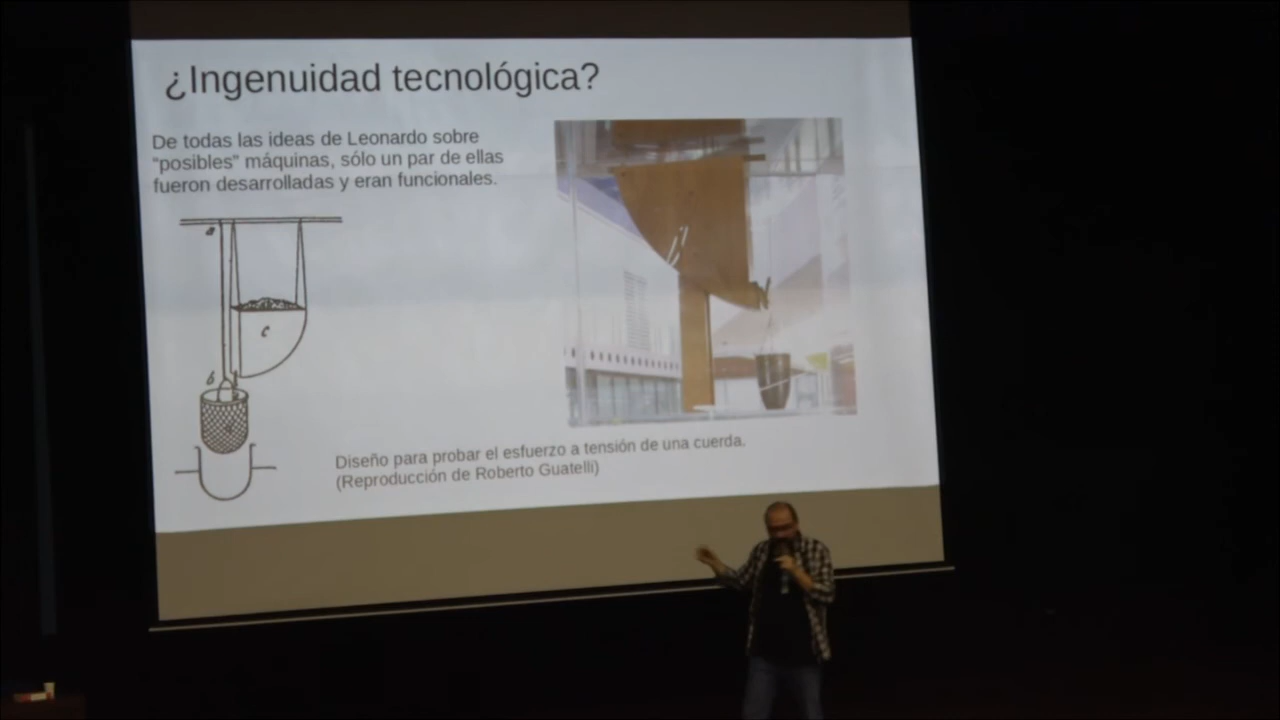 ¿Ingenuidad tecnológica?
De todas las ideas de Leonardo sobre
"posibles" máquinas, sólo un par de ellas
fueron desarrolladas y eran funcionales.
a
c
b
Diseño para probar el esfuerzo a tensión de una cuerda.
(Reproducción de Roberto Guatelli)